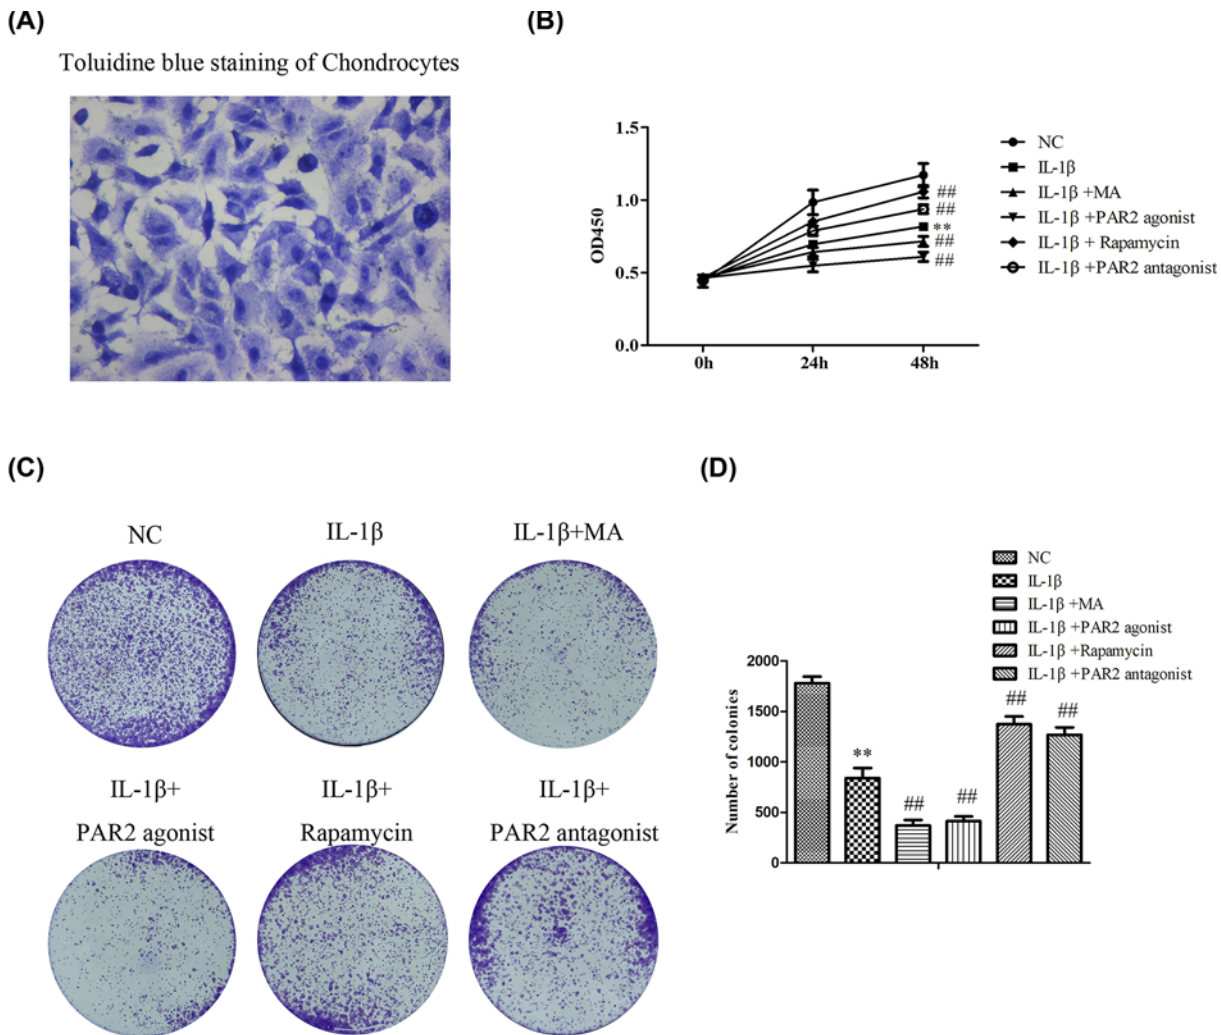 (A)
Toluidine blue staining of Chondrocytes
(B)
OD450
1.5
1.0
0.5
0.0
0h
24h
48h
##
##
**
##
##
NC
IL-1β
IL-1β +MA
IL-1β +PAR2 agonist
IL-1β + Rapamycin
IL-1β +PAR2 antagonist
(C)
NC
IL-1β
IL-1β+MA
IL-1β+
PAR2 agonist
IL-1β+
Rapamycin
IL-1β+
PAR2 antagonist
(D)
NC
IL-1β
IL-1β +MA
IL-1β +PAR2 agonist
IL-1β +Rapamycin
IL-1β +PAR2 antagonist
Number of colonies
2000
1500
1000
500
0
**
##
##
##
##